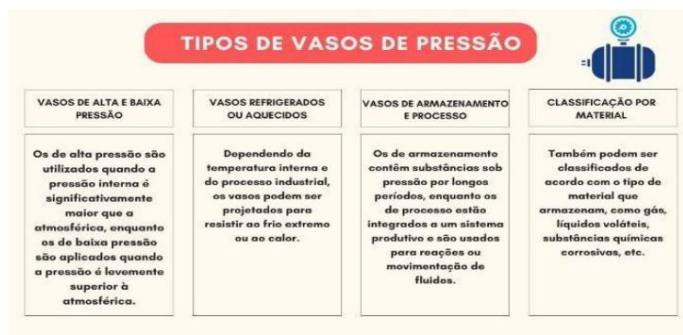 TIPOS DE VASOS DE PRESSÃO
VASOS DE ALTA E BAIXA
PRESSÃO
Os de alta pressão são
utilizados quando a
pressão interna é
significativamente
maior que a
atmosférica, enquanto
os de baixa pressão
são aplicados quando
a pressão é levemente
superior à
atmosférica.
VASOS REFRIGERADOS
OU AQUECIDOS
Dependendo da
temperatura interna e
do processo industrial,
os vasos podem ser
projetados para
resistir ao frio extremo
ou ao calor.
VASOS DE ARMAZENAMENTO
E PROCESSO
Os de armazenamento
contêm substâncias sob
pressão por longos
períodos, enquanto os
de processo estão
integrados a um sistema
produtivo e são usados
para reações ou
movimentação de
fluidos.
CLASSIFICAÇÃO POR
MATERIAL
Também podem ser
classificados de
acordo com o tipo de
material que
armazenam, como gás,
líquidos voláteis,
substâncias químicas
corrosivas, etc.